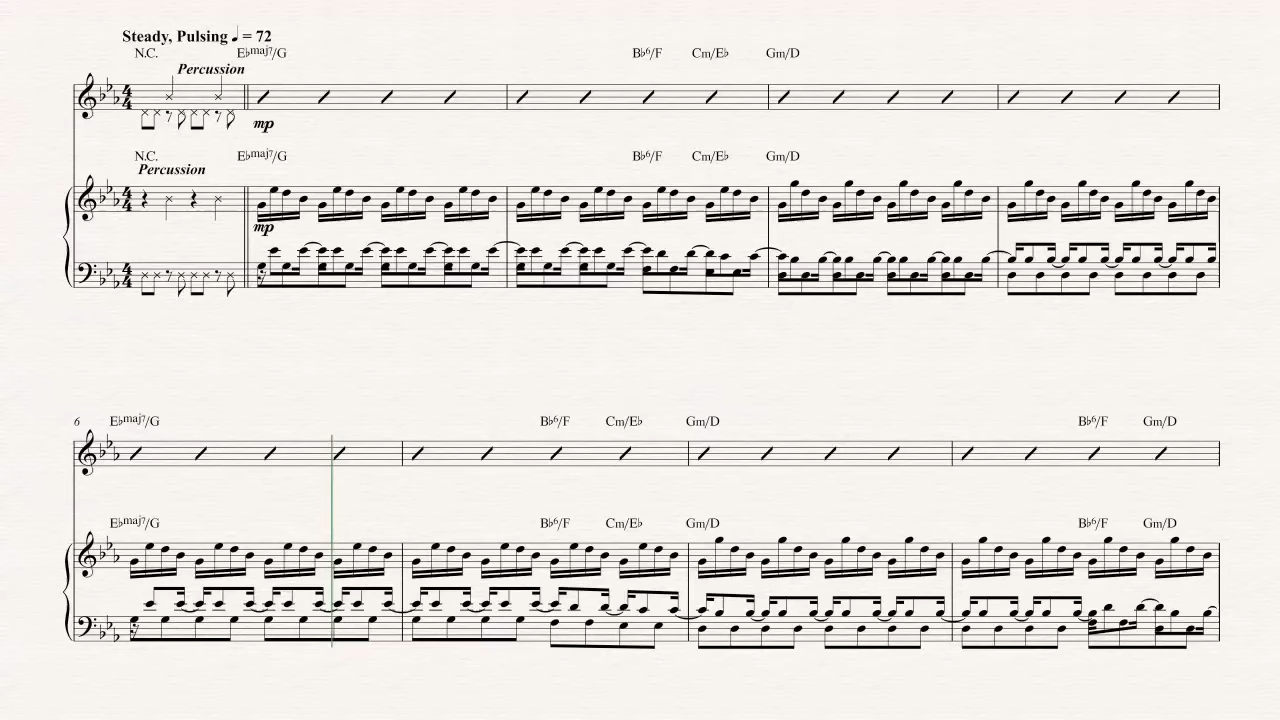 Steady, Pulsing ♩ = 72
N.C. E♭maj7/G B♭6/F Cm/E♭ Gm/D
Percussion
mp
N.C. E♭maj7/G B♭6/F Cm/E♭ Gm/D
Percussion
mp
6 E♭maj7/G B♭6/F Cm/E♭ Gm/D B♭6/F Gm/D
E♭maj7/G B♭6/F Cm/E♭ Gm/D B♭6/F Gm/D